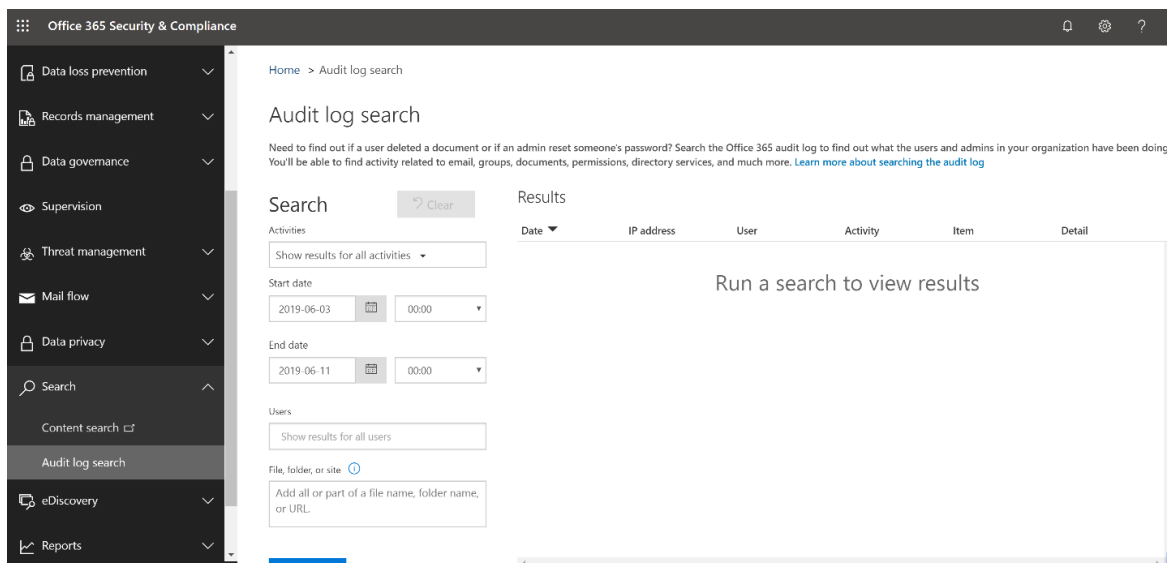 Office 365 Security & Compliance
?
Data loss prevention
Records management
Data governance
Supervision
Threat management
Mail flow
Data privacy
Search
Content search
Audit log search
eDiscovery
Reports
Home > Audit log search
Audit log search
Need to find out if a user deleted a document or if an admin reset someone's password? Search the Office 365 audit log to find out what the users and admins in your organization have been doing
You'll be able to find activity related to email, groups, documents, permissions, directory services, and much more. Learn more about searching the audit log
Search
Clear
Activities
Show results for all activities
Start date
2019-06-03 00:00
End date
2019-06-11 00:00
Users
Show results for all users
File, folder, or site
Add all or part of a file name, folder name,
or URL.
Results
Date IP address User Activity Item Detail
Run a search to view results